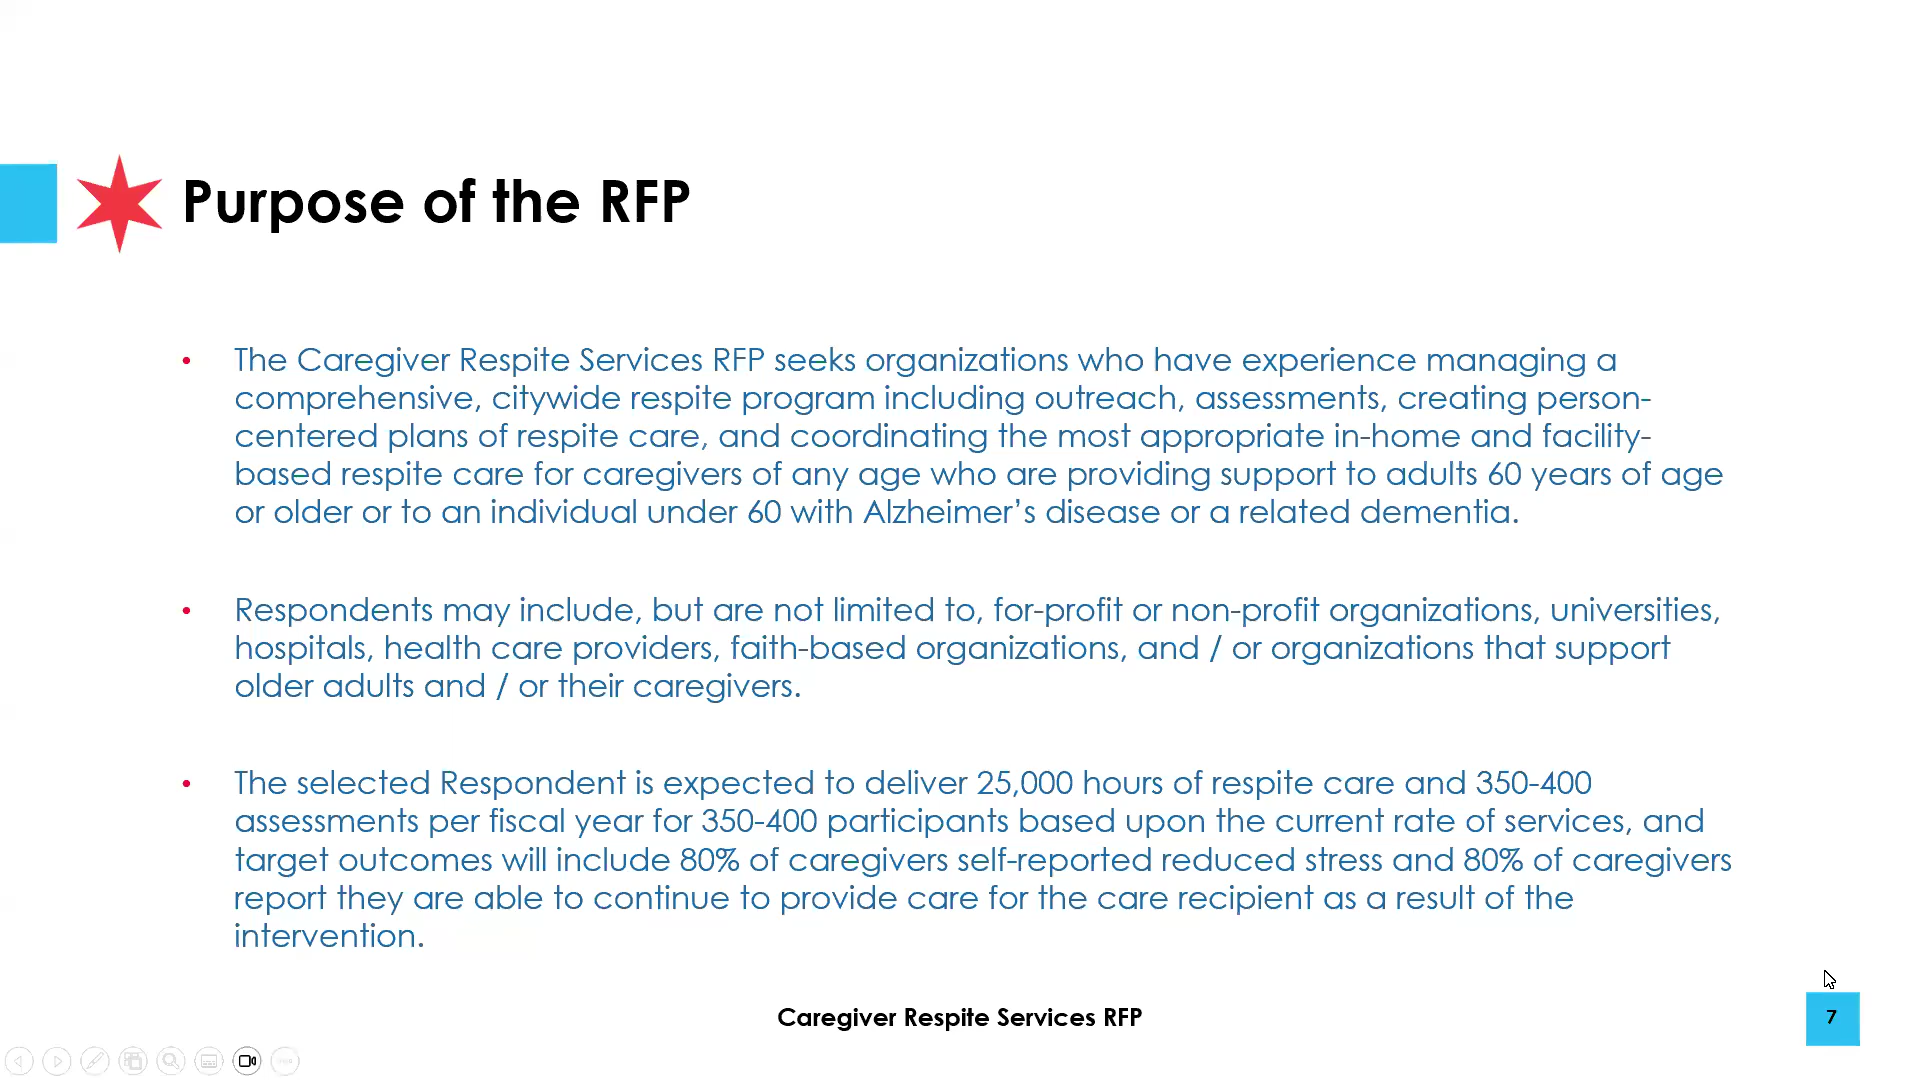 Purpose of the RFP
• The Caregiver Respite Services RFP seeks organizations who have experience managing a
comprehensive, citywide respite program including outreach, assessments, creating person-
centered plans of respite care, and coordinating the most appropriate in-home and facility-
based respite care for caregivers of any age who are providing support to adults 60 years of age
or older or to an individual under 60 with Alzheimer’s disease or a related dementia.
• Respondents may include, but are not limited to, for-profit or non-profit organizations, universities,
hospitals, health care providers, faith-based organizations, and / or organizations that support
older adults and / or their caregivers.
• The selected Respondent is expected to deliver 25,000 hours of respite care and 350-400
assessments per fiscal year for 350-400 participants based upon the current rate of services, and
target outcomes will include 80% of caregivers self-reported reduced stress and 80% of caregivers
report they are able to continue to provide care for the care recipient as a result of the
intervention.
Caregiver Respite Services RFP
7